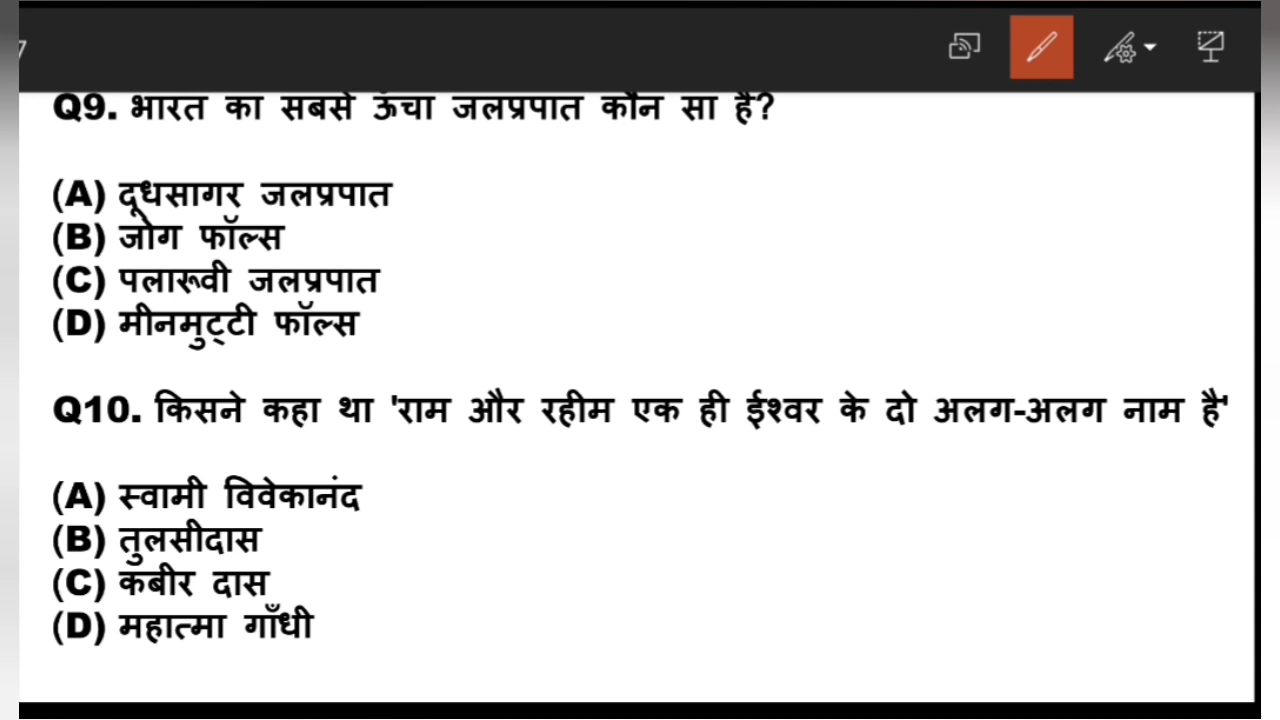 Q9. भारत का सबसे ऊँचा जलप्रपात कौन सा है?
(A) दूधसागर जलप्रपात
(B) जोग फॉल्स
(C) पलारूवी जलप्रपात
(D) मीनमुट्टी फॉल्स
Q10. किसने कहा था 'राम और रहीम एक ही ईश्वर के दो अलग-अलग नाम है'
(A) स्वामी विवेकानंद
(B) तुलसीदास
(C) कबीर दास
(D) महात्मा गाँधी